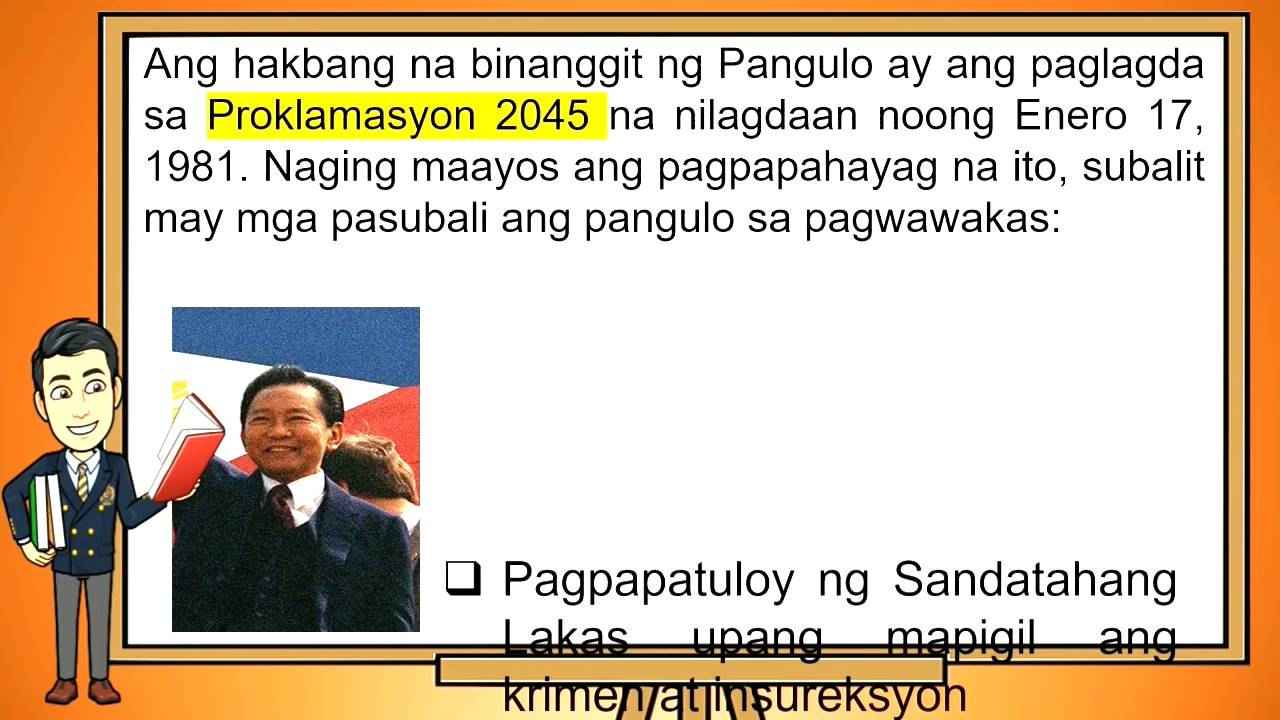 Ang hakbang na binanggit ng Pangulo ay ang paglagda
sa Proklamasyon 2045 na nilagdaan noong Enero 17,
1981. Naging maayos ang pagpapahayag na ito, subalit
may mga pasubali ang pangulo sa pagwawakas:
❑ Pagpapatuloy ng Sandatahang
Lakas upang mapigil ang
krimen/at insureksyon